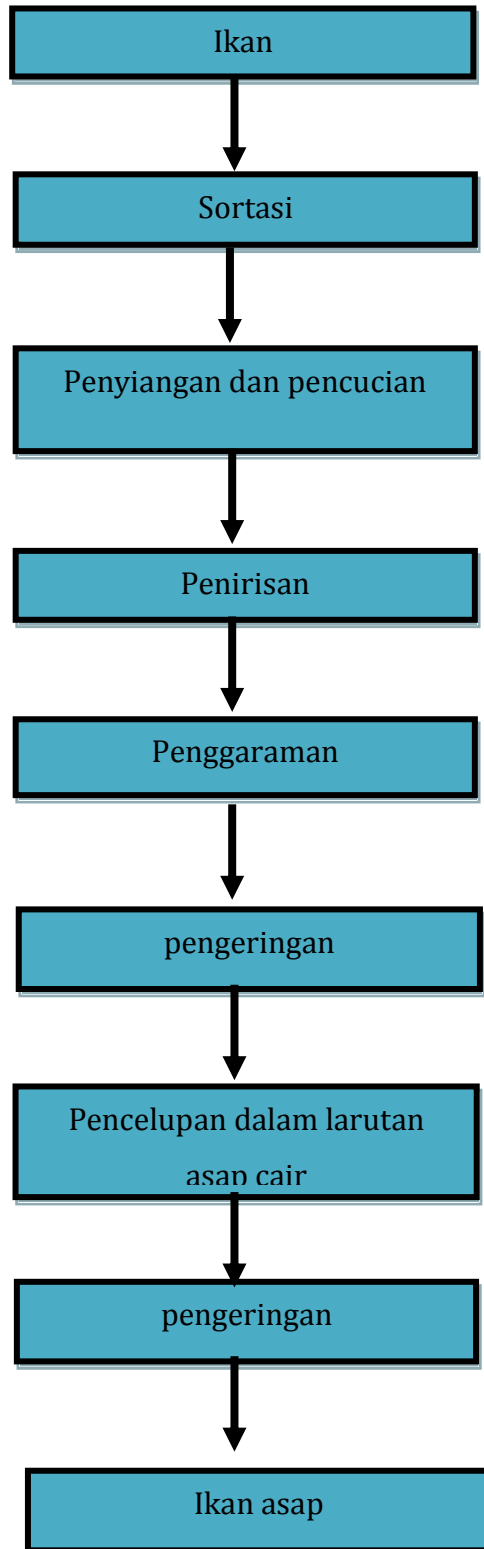 Ikan
Sortasi
Penyiangan dan pencucian
Penirisan
Penggaraman
pengeringan
Pencelupan dalam larutan
asap cair
pengeringan
Ikan asap